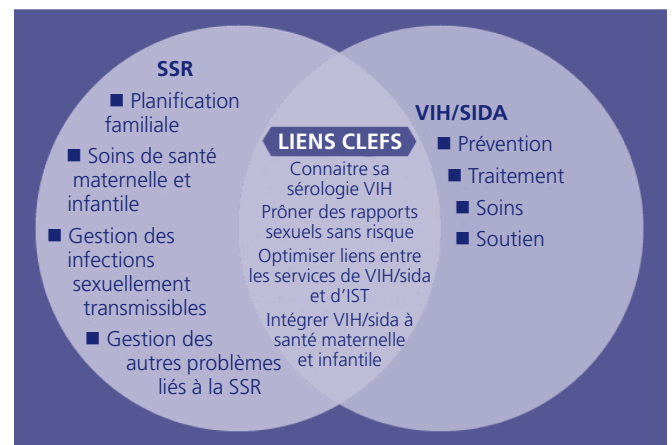 SSR
■ Planification
familiale
■ Soins de santé
maternelle et
infantile
■ Gestion des
infections
sexuellement
transmissibles
■ Gestion des
autres problèmes
liés à la SSR
LIENS CLEFS
Connaitre sa
sérologie VIH
Prôner des rapports
sexuels sans risque
Optimiser liens entre
les services de VIH/sida
et d’IST
Intégrer VIH/sida à
santé maternelle
et infantile
VIH/SIDA
■ Prévention
■ Traitement
■ Soins
■ Soutien